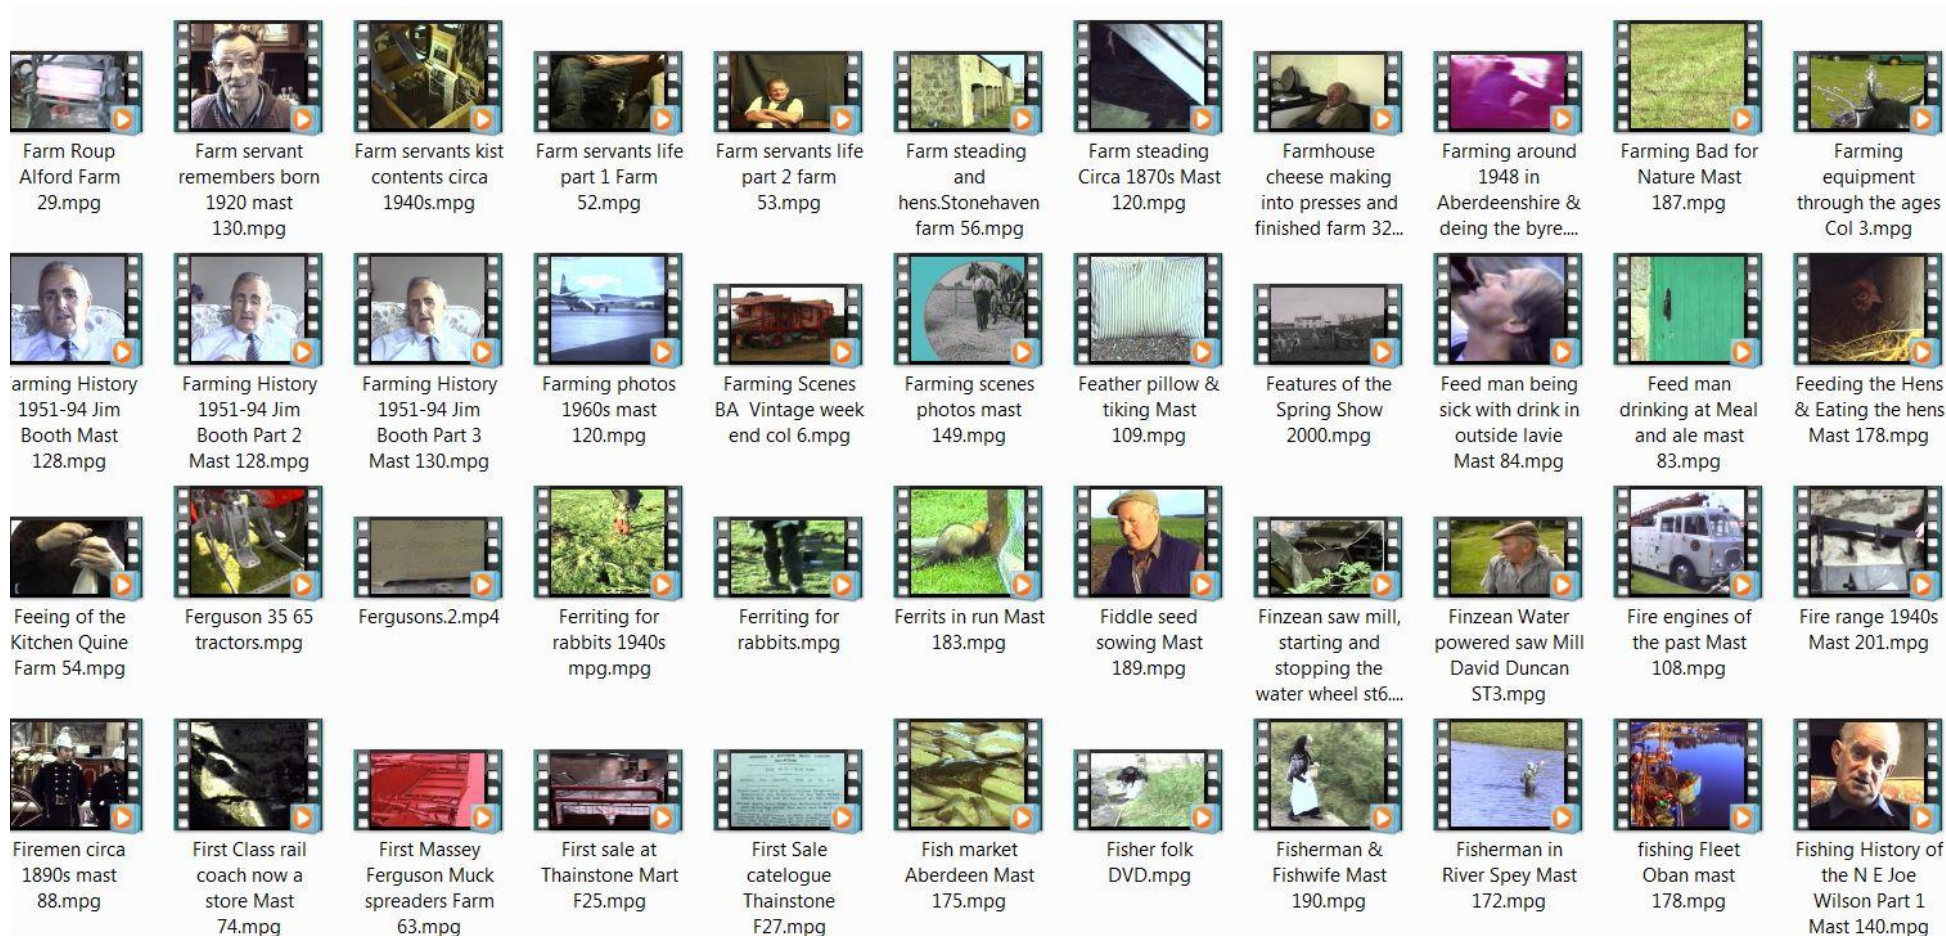 Farm Roup
Alford Farm
29.mpg
Farm servant
remembers born
1920 mast
130.mpg
Farm servants kist
contents circa
1940s.mpg
Farm servants life
part 1 Farm
52.mpg
Farm servants life
part 2 farm
53.mpg
Farm steading
and
hens.Stonehaven
farm 56.mpg
Farm steading
Circa 1870s Mast
120.mpg
Farmhouse
cheese making
into presses and
finished farm 32...
Farming around
1948 in
Aberdeenshire &
deing the byre....
Farming Bad for
Nature Mast
187.mpg
Farming
equipment
through the ages
Col 3.mpg
arming History
1951-94 Jim
Booth Mast
128.mpg
Farming History
1951-94 Jim
Booth Part 2
Mast 128.mpg
Farming History
1951-94 Jim
Booth Part 3
Mast 130.mpg
Farming photos
1960s mast
120.mpg
Farming Scenes
BA Vintage week
end col 6.mpg
Farming scenes
photos mast
149.mpg
Feather pillow &
tiking Mast
109.mpg
Features of the
Spring Show
2000.mpg
Feed man being
sick with drink in
outside lavie
Mast 84.mpg
Feed man
drinking at Meal
and ale mast
83.mpg
Feeding the Hens
& Eating the hens
Mast 178.mpg
Feeing of the
Kitchen Quine
Farm 54.mpg
Ferguson 35 65
tractors.mpg
Fergusons.2.mp4
Ferriting for
rabbits 1940s
mpg.mpg
Ferriting for
rabbits.mpg
Ferrits in run Mast
183.mpg
Fiddle seed
sowing Mast
189.mpg
Finzean saw mill,
starting and
stopping the
water wheel st6....
Finzean Water
powered saw Mill
David Duncan
ST3.mpg
Fire engines of
the past Mast
108.mpg
Fire range 1940s
Mast 201.mpg
Firemen circa
1890s mast
88.mpg
First Class rail
coach now a
store Mast
74.mpg
First Massey
Ferguson Muck
spreaders Farm
63.mpg
First sale at
Thainstone Mart
F25.mpg
First Sale
catelogue
Thainstone
F27.mpg
Fish market
Aberdeen Mast
175.mpg
Fisher folk
DVD.mpg
Fisherman &
Fishwife Mast
190.mpg
Fisherman in
River Spey Mast
172.mpg
fishing Fleet
Oban mast
178.mpg
Fishing History of
the N E Joe
Wilson Part 1
Mast 140.mpg